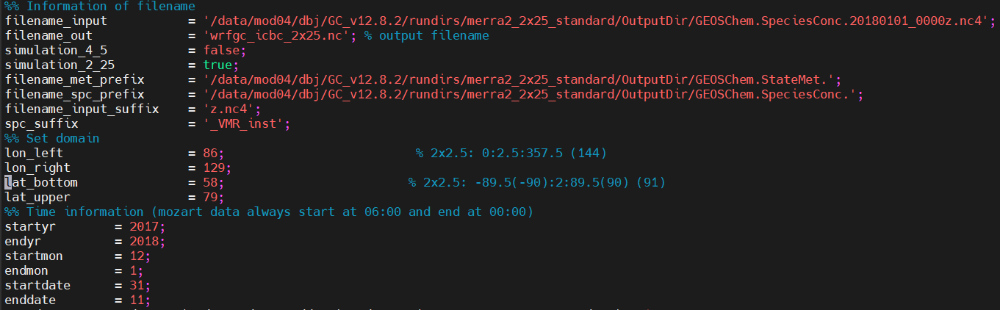 %% Information of filename
filename_input = '/data/mod04/dbj/GC_v12.8.2/rundirs/merra2_2x25_standard/OutputDir/GEOSChem.SpeciesConc.20180101_0000z.nc4';
filename_out = 'wrfgc_icbc_2x25.nc'; % output filename
simulation_4_5 = false;
simulation_2_25 = true;
filename_met_prefix = '/data/mod04/dbj/GC_v12.8.2/rundirs/merra2_2x25_standard/OutputDir/GEOSChem.StateMet.';
filename_spc_prefix = '/data/mod04/dbj/GC_v12.8.2/rundirs/merra2_2x25_standard/OutputDir/GEOSChem.SpeciesConc.';
filename_input_suffix = 'z.nc4';
spc_suffix = '_VMR_inst';
%% Set domain
lon_left = 86; % 2x2.5: 0:2.5:357.5 (144)
lon_right = 129;
lat_bottom = 58; % 2x2.5: -89.5(-90):2:89.5(90) (91)
lat_upper = 79;
%% Time information (mozart data always start at 06:00 and end at 00:00)
startyr = 2017;
endyr = 2018;
startmon = 12;
endmon = 1;
startdate = 31;
enddate = 11;